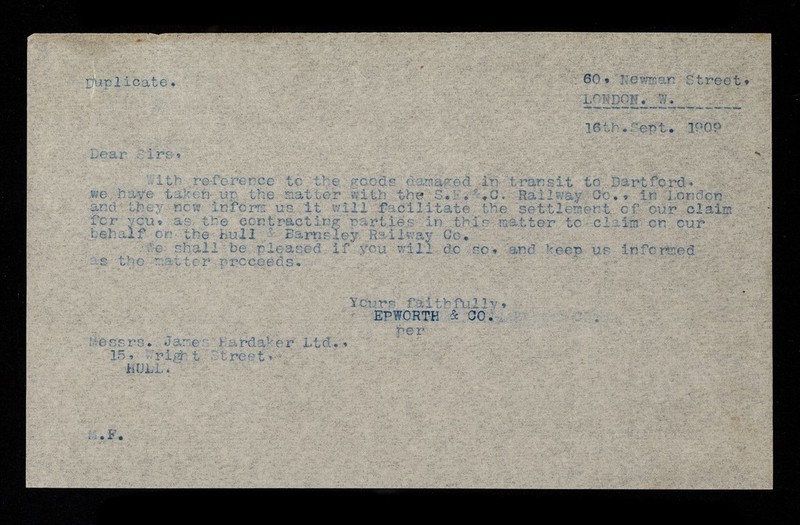 Duplicate.
60, Newman Street,
LONDON. W.
16th.Sept. 1909
Dear Sirs,
With reference to the goods damaged in transit to Dartford,
we have taken up the matter with the S.E.&.C. Railway Co., in London
and they now inform us it will facilitate the settlement of our claim
for you, as the contracting parties in this matter to claim on our
behalf on the Hull & Barnsley Railway Co.
We shall be pleased if you will do so, and keep us informed
as the matter proceeds.
Yours faithfully,
EPWORTH & CO.
per
Messrs. James Hardaker Ltd.,
15, Wright Street,
HULL.
M.F.